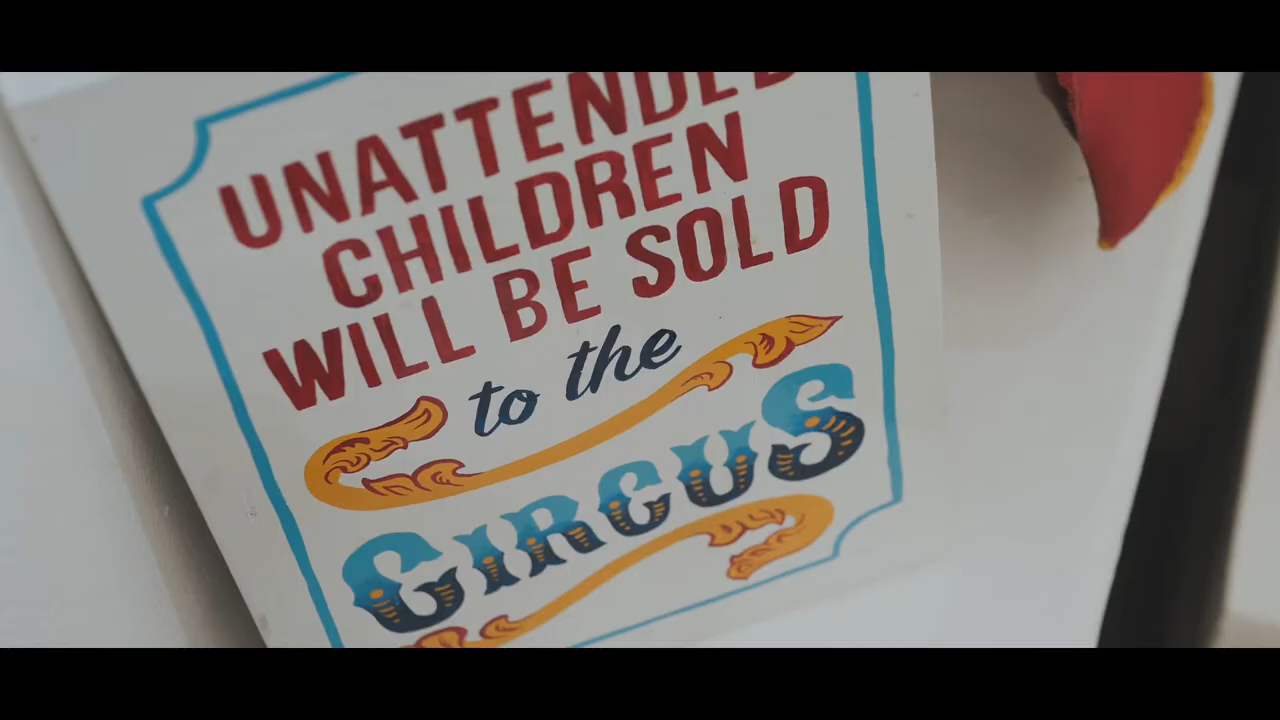 UNATTENDED
CHILDREN
WILL BE SOLD
to the
CIRCUS